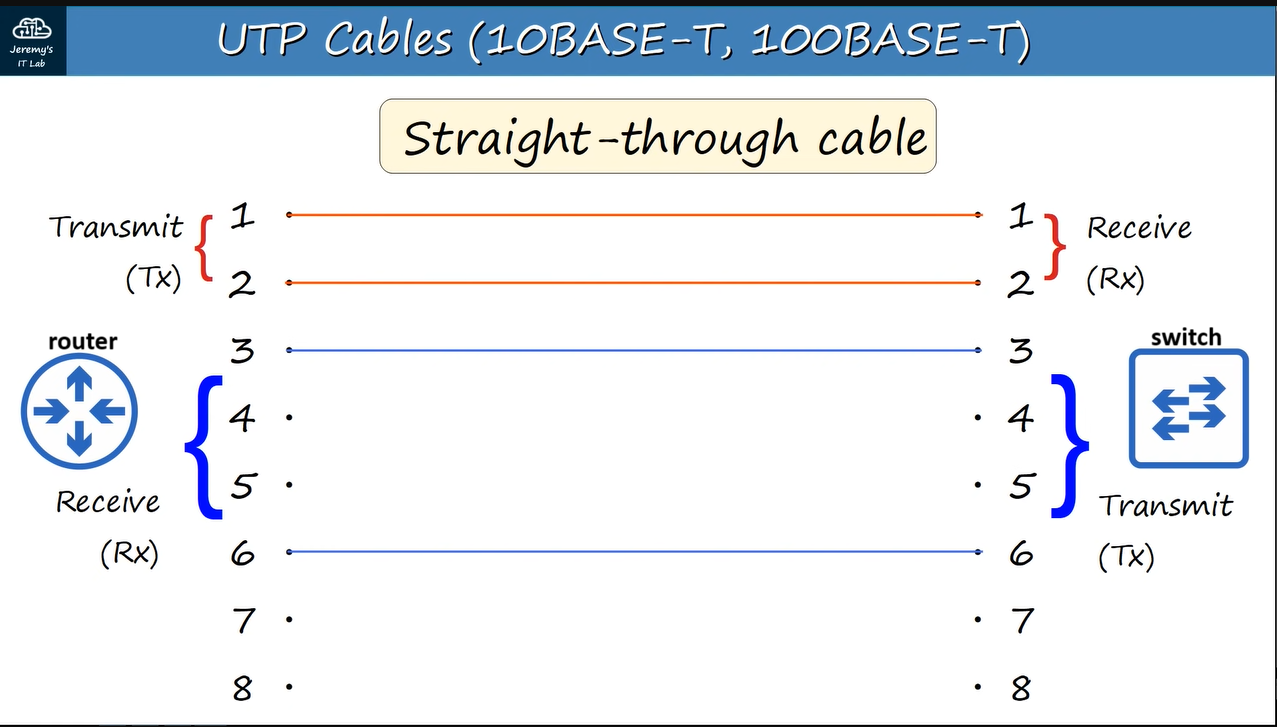 Jeremy's
IT Lab
UTP Cables (10BASE-T, 100BASE-T)
Straight-through cable
Transmit
(Tx)
1
1
Receive
(Rx)
2
2
router
3
3
switch
4
4
5
5
Receive
(Rx)
6
6
Transmit
(Tx)
7
7
8
8